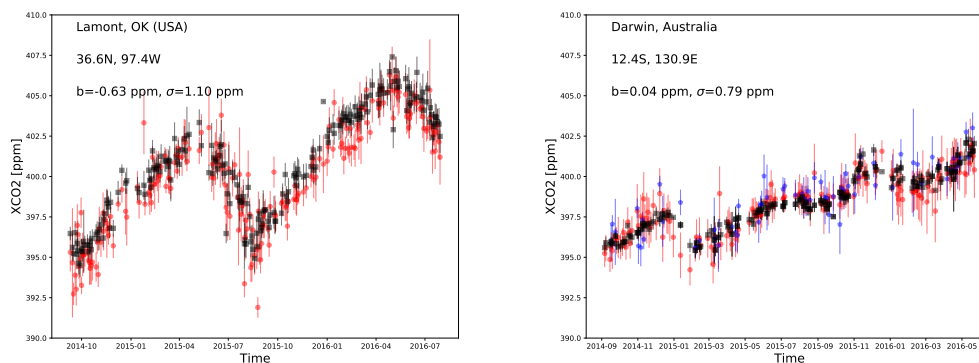 Lamont, OK (USA)
36.6N, 97.4W
b=-0.63 ppm, σ=1.10 ppm
XCO2 [ppm]
410.0
407.5
405.0
402.5
400.0
397.5
395.0
392.5
390.0
2014-10 2015-01 2015-04 2015-07 2015-10 2016-01 2016-04 2016-07
Time
Darwin, Australia
12.4S, 130.9E
b=0.04 ppm, σ=0.79 ppm
XCO2 [ppm]
410.0
407.5
405.0
402.5
400.0
397.5
395.0
392.5
390.0
2014-09 2014-11 2015-01 2015-03 2015-05 2015-07 2015-09 2015-11 2016-01 2016-03 2016-05
Time